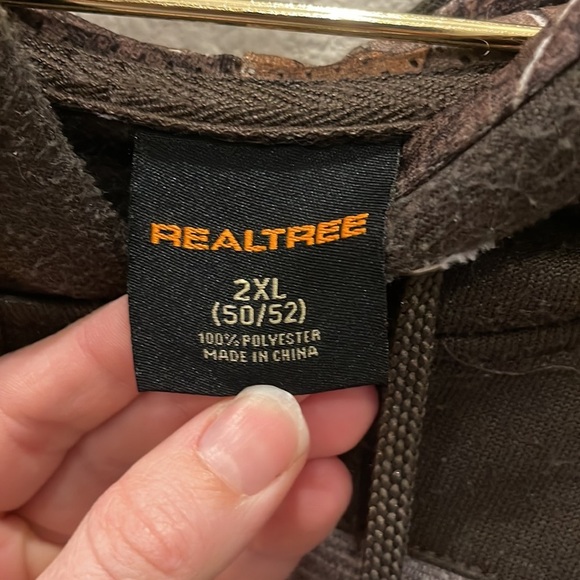 REALTREE
2XL
(50/52)
100% POLYESTER
MADE IN CHINA